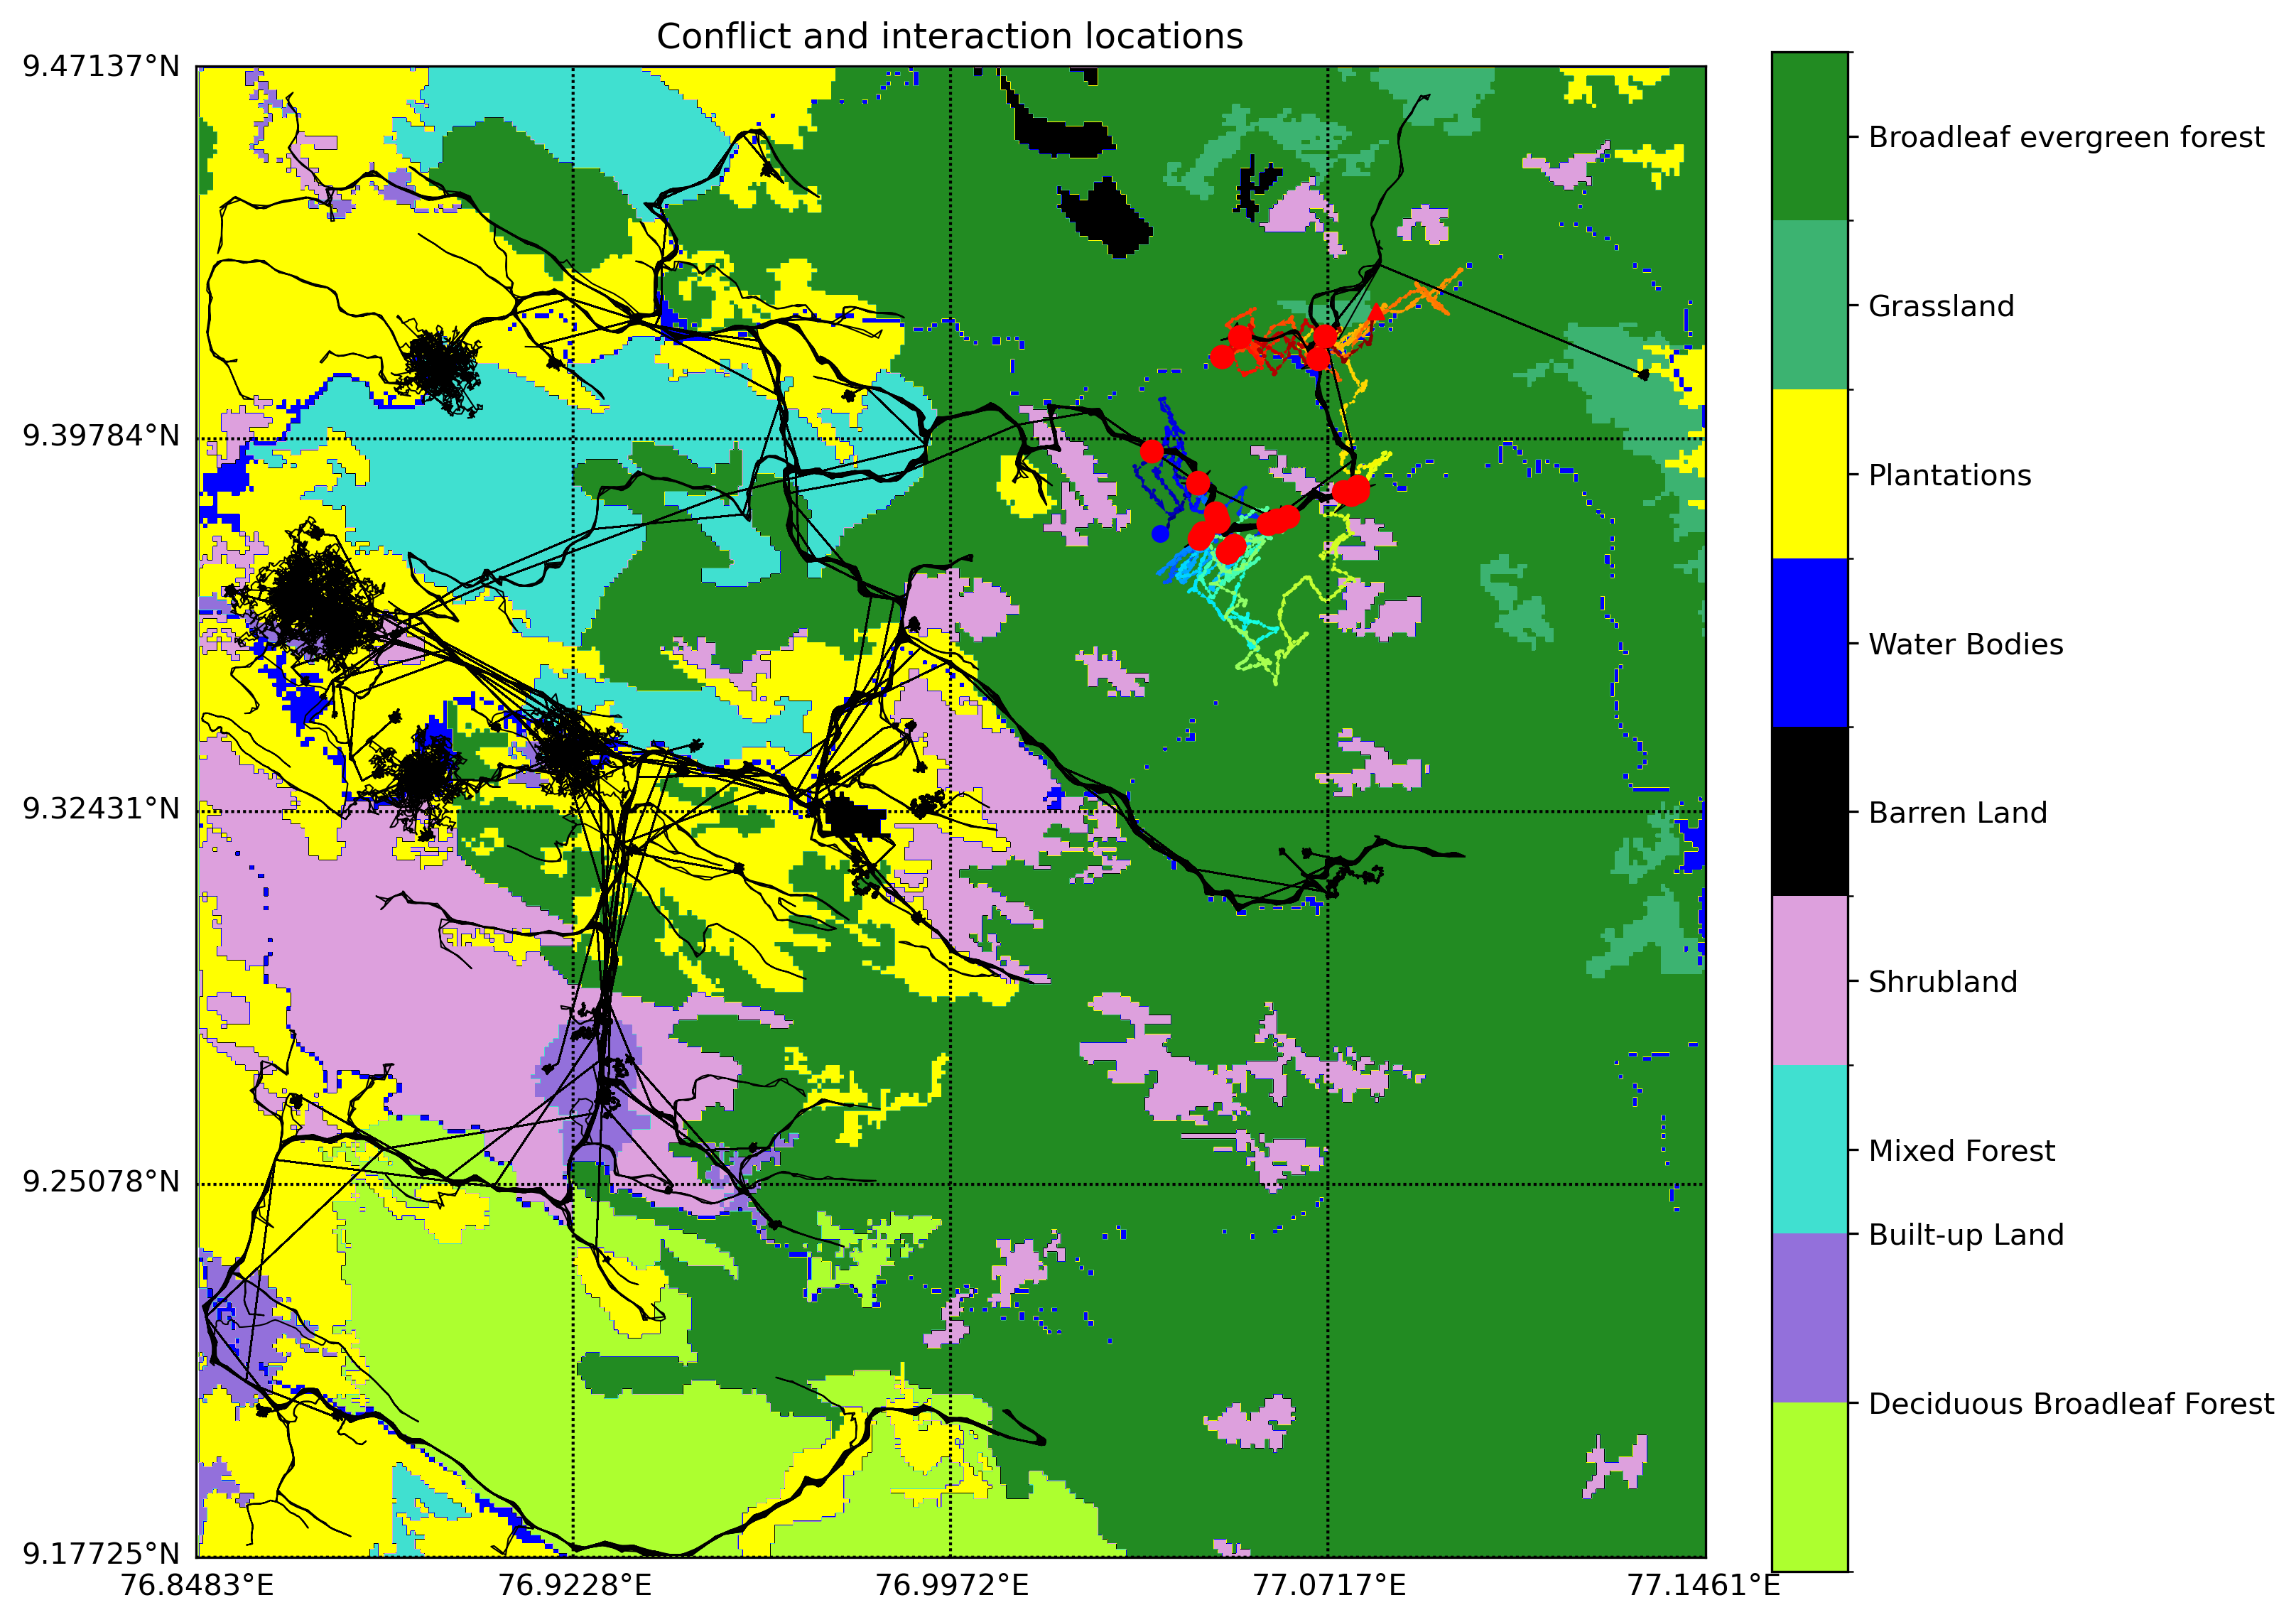 Conflict and interaction locations
9.47137°N
9.39784°N
9.32431°N
9.25078°N
9.17725°N
76.8483°E
76.9228°E
76.9972°E
77.0717°E
77.1461°E
Broadleaf evergreen forest
Grassland
Plantations
Water Bodies
Barren Land
Shrubland
Mixed Forest
Built-up Land
Deciduous Broadleaf Forest